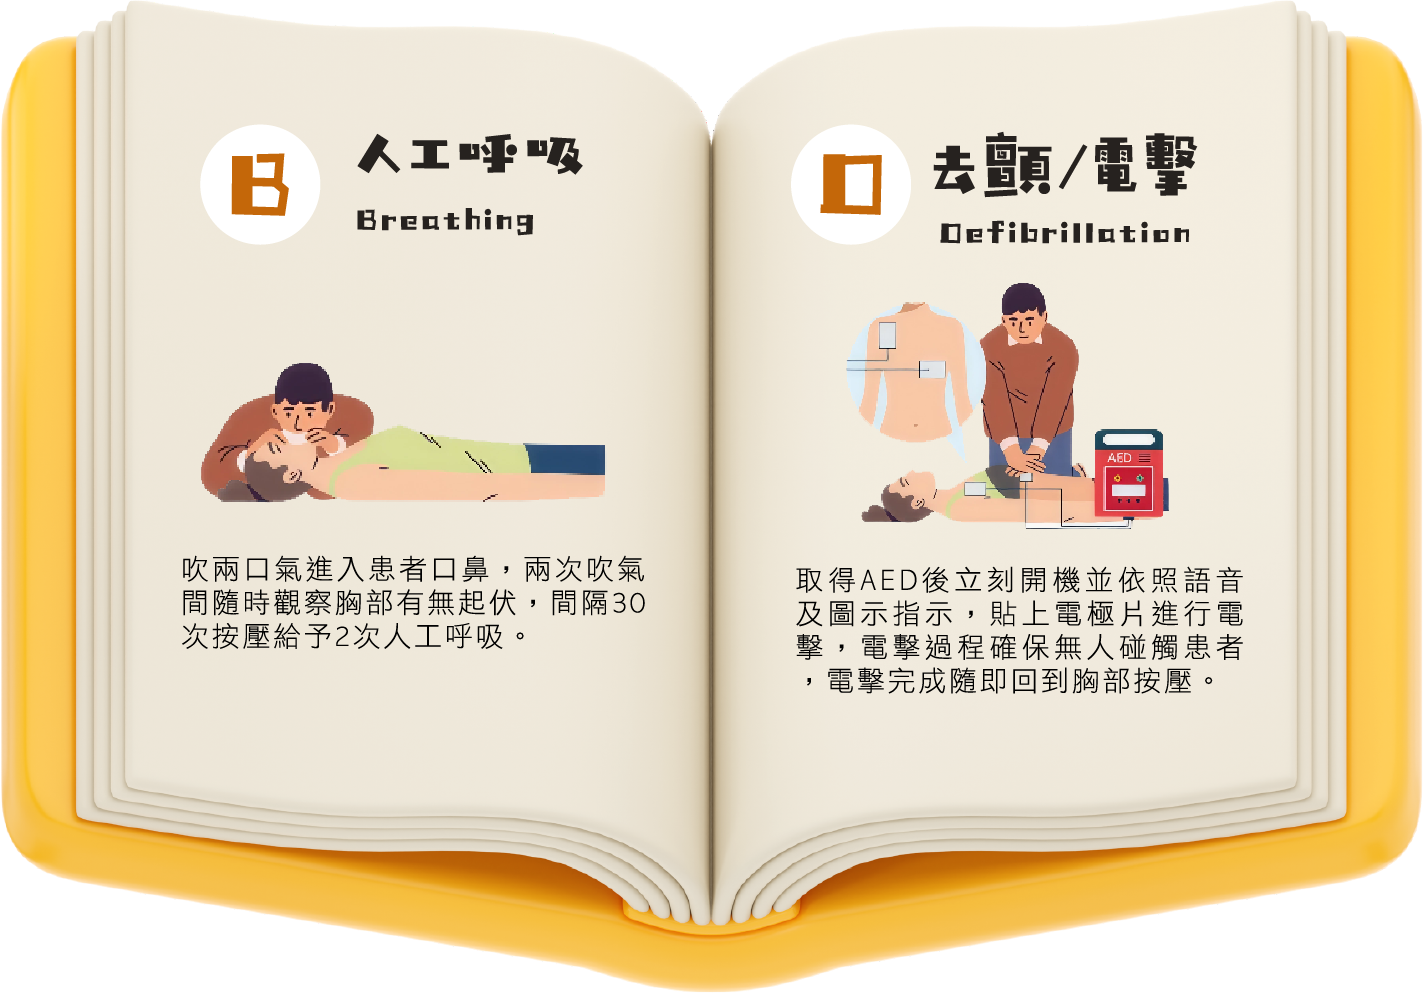 B
人工呼吸
Breathing
吹兩口氣進入患者口鼻，兩次吹氣
間隨時觀察胸部有無起伏，間隔30
次按壓給予2次人工呼吸。
D
去顫/電擊
Defibrillation
AED
取得AED後立刻開機並依照語音
及圖示指示，貼上電極片進行電
擊，電擊過程確保無人碰觸患者
，電擊完成隨即回到胸部按壓。